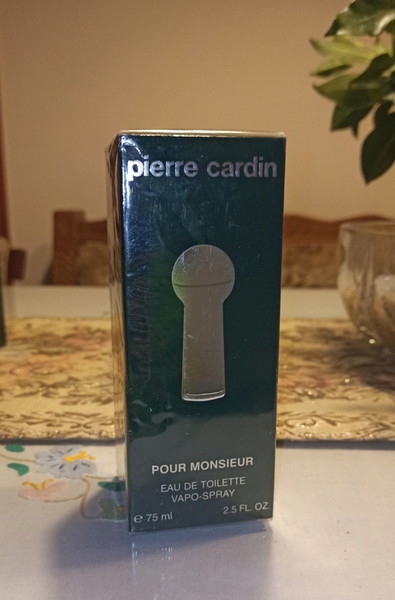 pierre cardin
POUR MONSIEUR
EAU DE TOILETTE
VAPO-SPRAY
℮ 75 ml 2.5 FL. OZ.